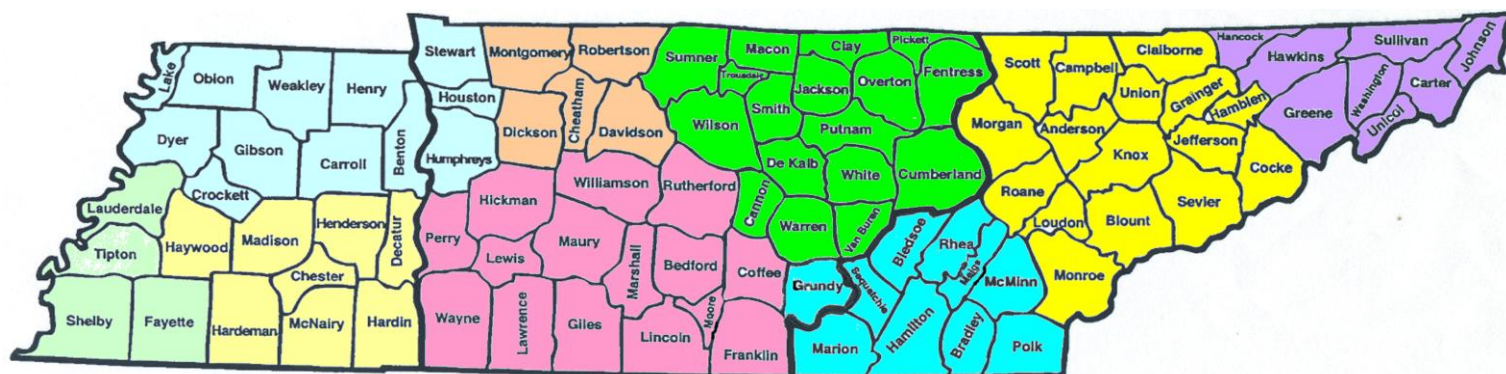 Lake
Obion
Weakley
Henry
Stewart
Montgomery
Robertson
Sumner
Macon
Clay
Pickett
Trousdale
Jackson
Overton
Fentress
Scott
Campbell
Claiborne
Hancock
Hawkins
Sullivan
Johnson
Carter
Washington
Unicoi
Greene
Union
Grainger
Hamblen
Houston
Dyer
Gibson
Carroll
Benton
Humphreys
Dickson
Cheatham
Davidson
Wilson
Smith
Putnam
De Kalb
White
Cumberland
Morgan
Anderson
Knox
Jefferson
Cocke
Sevier
Crockett
Lauderdale
Tipton
Haywood
Madison
Henderson
Decatur
Chester
Perry
Hickman
Williamson
Rutherford
Cannon
Warren
Van Buren
Bledsoe
Rhea
Meigs
McMinn
Roane
Loudon
Blount
Monroe
Lewis
Maury
Marshall
Bedford
Coffee
Grundy
Sequatchie
Shelby
Fayette
Hardeman
McNairy
Hardin
Wayne
Lawrence
Giles
Lincoln
Moore
Franklin
Marion
Hamilton
Bradley
Polk